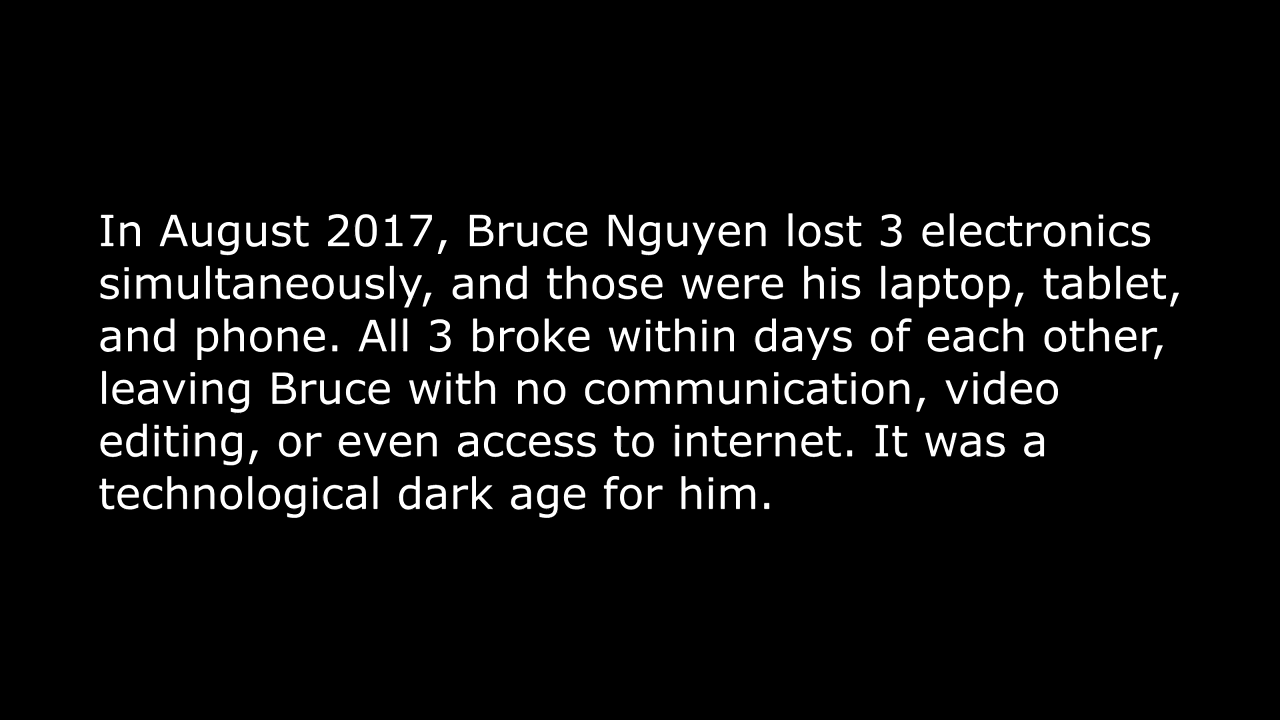 In August 2017, Bruce Nguyen lost 3 electronics
simultaneously, and those were his laptop, tablet,
and phone. All 3 broke within days of each other,
leaving Bruce with no communication, video
editing, or even access to internet. It was a
technological dark age for him.